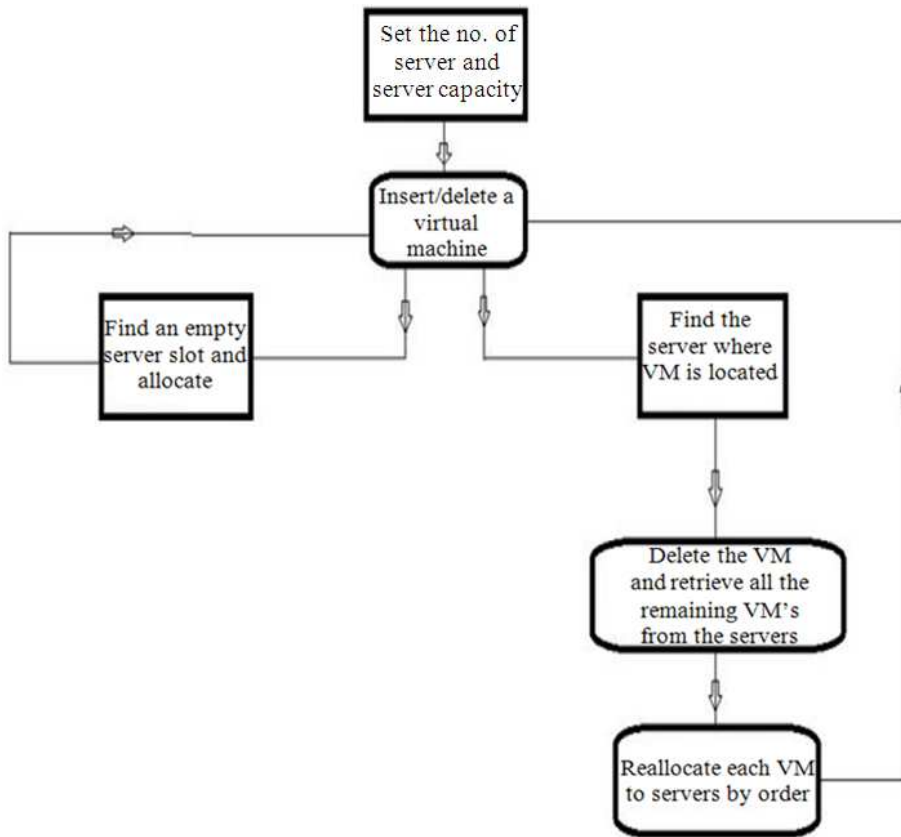 Set the no. of
server and
server capacity
Insert/delete a
virtual
machine
Find an empty
server slot and
allocate
Find the
server where
VM is located
Delete the VM
and retrieve all the
remaining VM’s
from the servers
Reallocate each VM
to servers by order